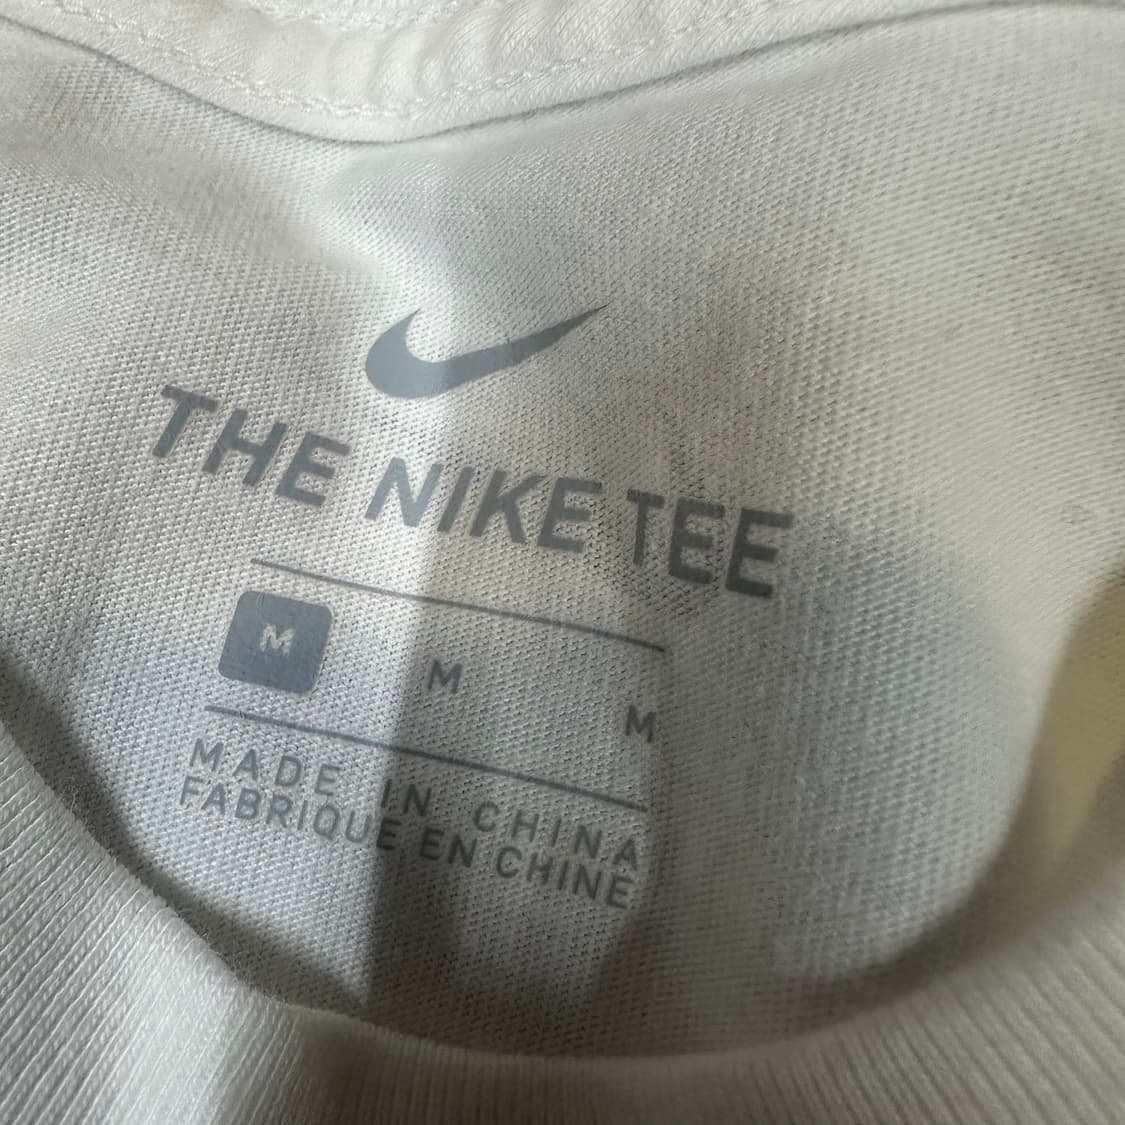 THE NIKE TEE
M M M
MADE IN CHINA
FABRIQUE EN CHINE